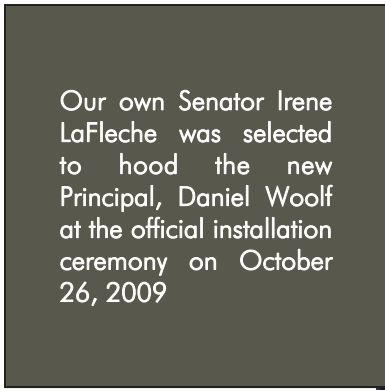 Our own Senator Irene
LaFleche was selected
to hood the new
Principal, Daniel Woolf
at the official installation
ceremony on October
26, 2009